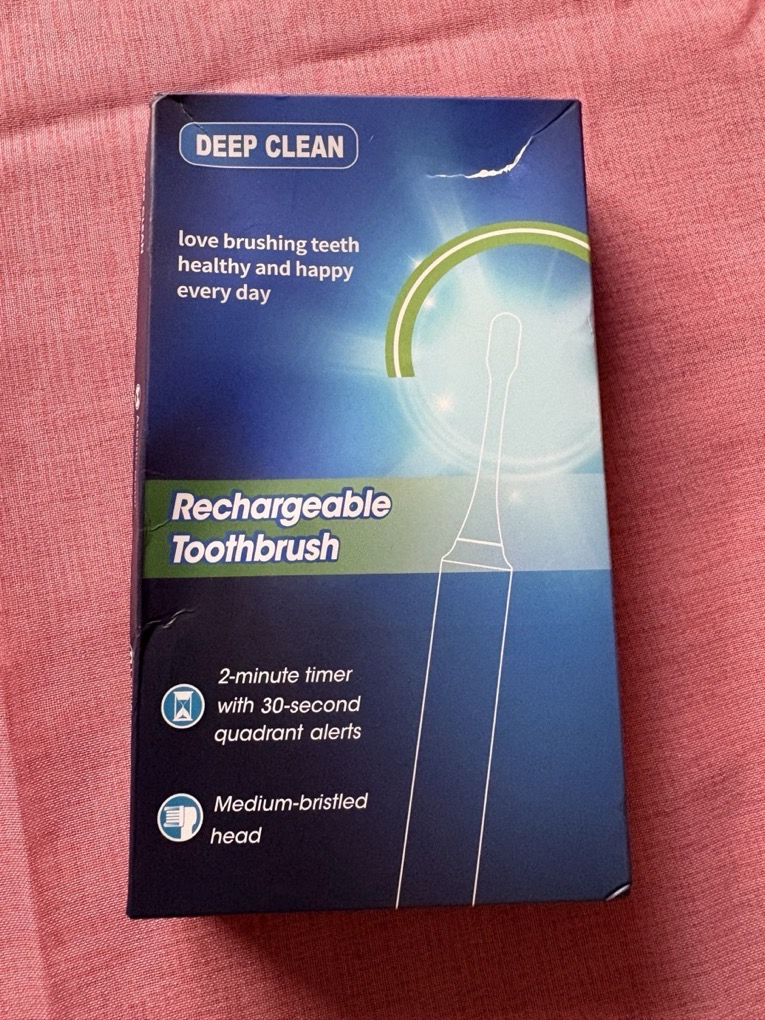 DEEP CLEAN
love brushing teeth
healthy and happy
every day
Rechargeable
Toothbrush
2-minute timer
with 30-second
quadrant alerts
Medium-bristled
head